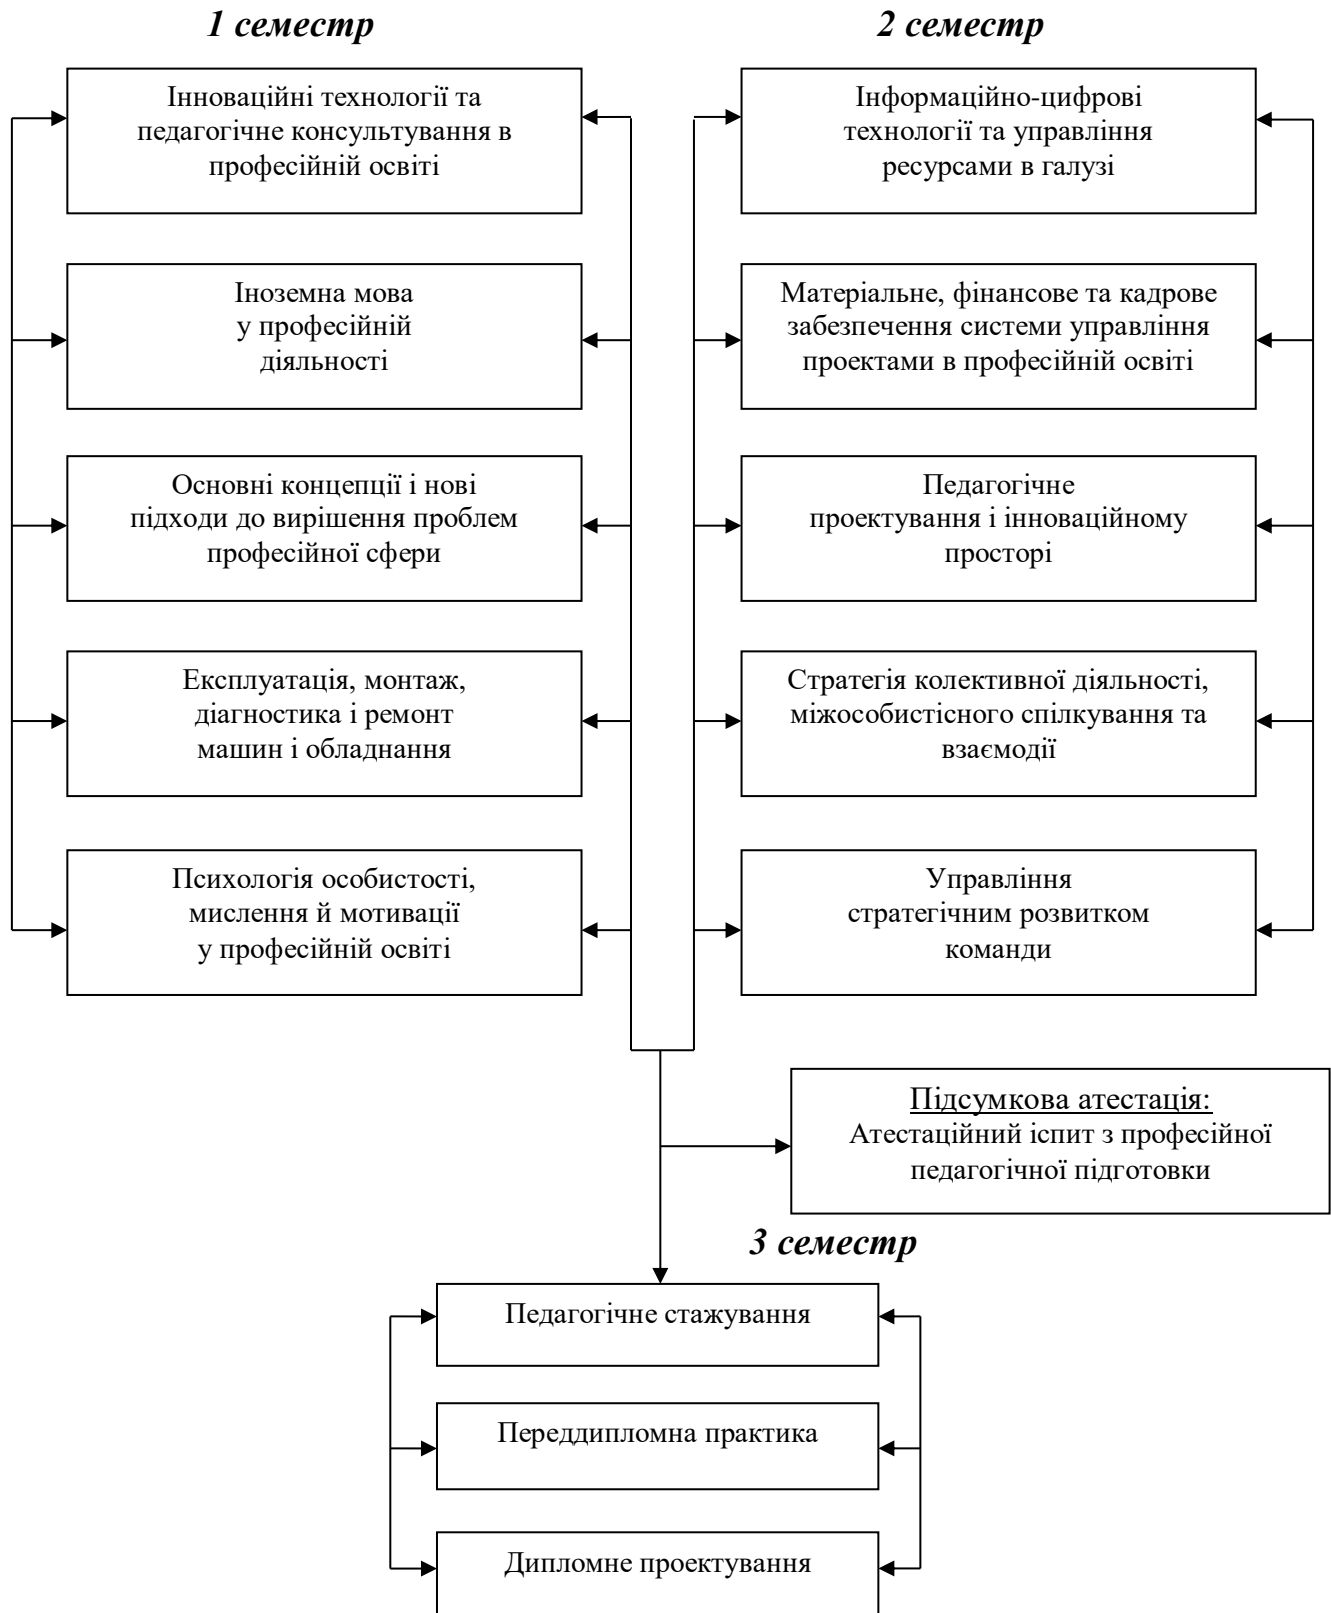 1 семестр
Інноваційні технології та
педагогічне консультування в
професійній освіті
Іноземна мова
у професійній
діяльності
Основні концепції і нові
підходи до вирішення проблем
професійної сфери
Експлуатація, монтаж,
діагностика і ремонт
машин і обладнання
Психологія особистості,
мислення й мотивації
у професійній освіті
2 семестр
Інформаційно-цифрові
технології та управління
ресурсами в галузі
Матеріальне, фінансове та кадрове
забезпечення системи управління
проектами в професійній освіті
Педагогічне
проектування і інноваційному
просторі
Стратегія колективної діяльності,
міжособистісного спілкування та
взаємодії
Управління
стратегічним розвитком
команди
Підсумкова атестація:
Атестаційний іспит з професійної
педагогічної підготовки
3 семестр
Педагогічне стажування
Переддипломна практика
Дипломне проектування